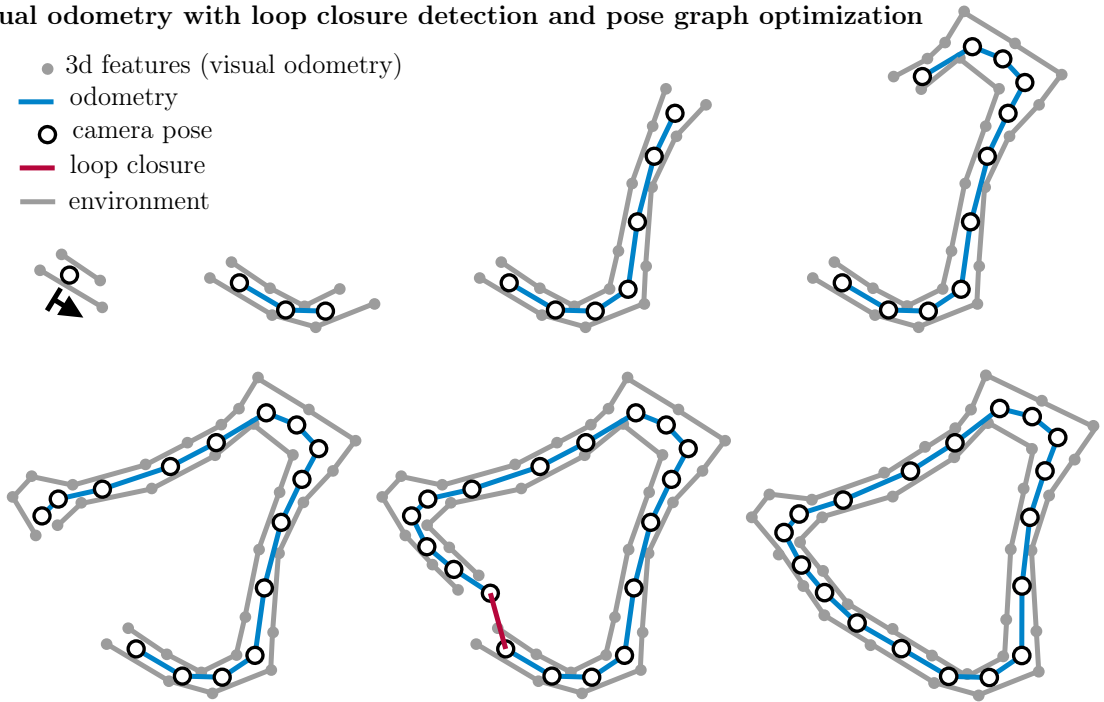 ual odometry with loop closure detection and pose graph optimization
3d features (visual odometry)
odometry
camera pose
loop closure
environment